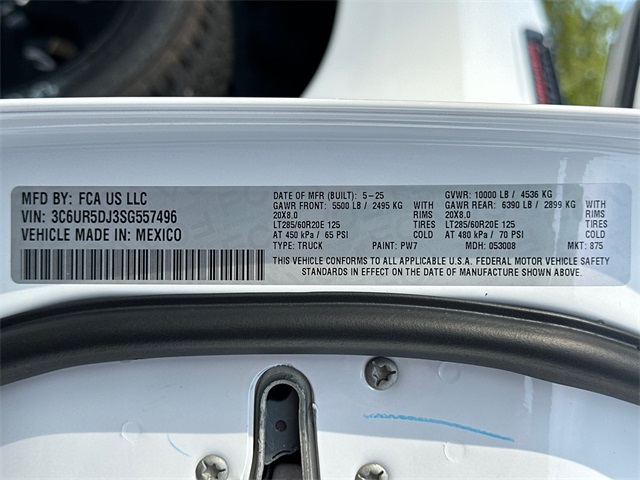 MFD BY: FCA US LLC
VIN: 3C6UR5DJ3SG557496
VEHICLE MADE IN: MEXICO
DATE OF MFR (BUILT): 5-25
GAWR FRONT: 5500 LB / 2495 KG WITH
20X8.0 RIMS
LT285/60R20E 125 TIRES
AT 450 kPa / 65 PSI COLD
TYPE: TRUCK PAINT: PW7
GVWR: 10000 LB / 4536 KG
GAWR REAR: 6390 LB / 2899 KG WITH
20X8.0 RIMS
LT285/60R20E 125 TIRES
AT 480 kPa / 70 PSI COLD
MDH: 053008 MKT: 875
THIS VEHICLE CONFORMS TO ALL APPLICABLE U.S.A. FEDERAL MOTOR VEHICLE SAFETY
STANDARDS IN EFFECT ON THE DATE OF MANUFACTURE SHOWN ABOVE.